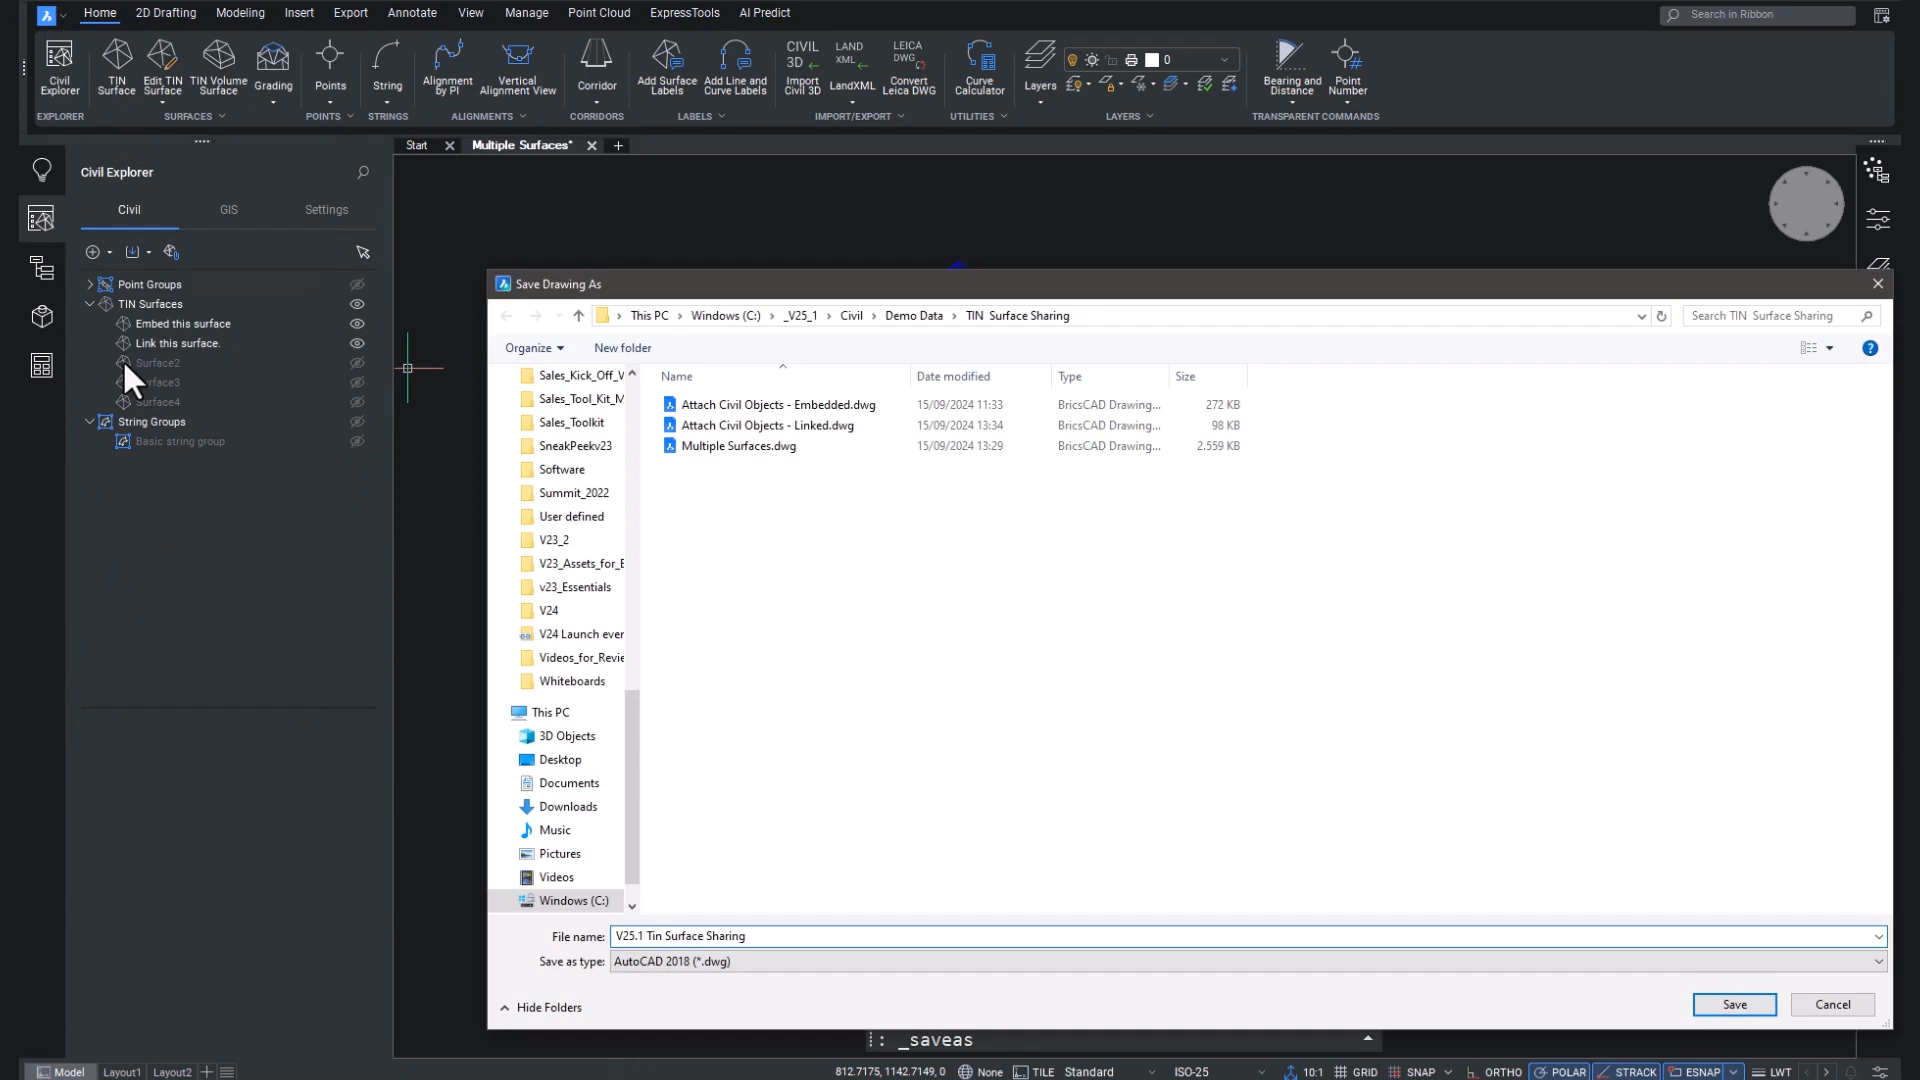 Home 2D Drafting Modeling Insert Export Annotate View Manage Point Cloud ExpressTools AI Predict Search in Ribbon
Civil Explorer
TIN Surface
Edit TIN Surface
TIN Volume Surface
Grading
Points
String
Alignment by PI
Vertical Alignment View
Corridor
Add Surface Labels
Add Line and Curve Labels
CIVIL 3D
Import Civil 3D
LAND XML
LandXML
LEICA DWG
Convert Leica DWG
Curve Calculator
Layers
0
Bearing and Distance
Point Number
EXPLORER SURFACES POINTS STRINGS ALIGNMENTS CORRIDORS LABELS IMPORT/EXPORT UTILITIES LAYERS TRANSPARENT COMMANDS
Start Multiple Surfaces*
Civil Explorer
Civil GIS Settings
Point Groups
TIN Surfaces
Embed this surface
Link this surface.
Surface2
String Groups
Basic string group
Save Drawing As
This PC Windows (C:) _V25_1 Civil Demo Data TIN Surface Sharing
Search TIN Surface Sharing
Organize New folder
Sales_Kick_Off_V
Sales_Tool_Kit_M
Sales_Toolkit
SneakPeekv23
Software
Summit_2022
User defined
V23_2
V23_Assets_for_E
v23_Essentials
V24
V24 Launch ever
Videos_for_Revie
Whiteboards
This PC
3D Objects
Desktop
Documents
Downloads
Music
Pictures
Videos
Windows (C:)
Name Date modified Type Size
Attach Civil Objects - Embedded.dwg 15/09/2024 11:33 BricsCAD Drawing... 272 KB
Attach Civil Objects - Linked.dwg 15/09/2024 13:34 BricsCAD Drawing... 98 KB
Multiple Surfaces.dwg 15/09/2024 13:29 BricsCAD Drawing... 2.559 KB
File name: V25.1 Tin Surface Sharing
Save as type: AutoCAD 2018 (*.dwg)
Hide Folders
Save Cancel
: _saveas
Model Layout1 Layout2
812.7175, 1142.7149, 0 None TILE Standard ISO-25 10:1 GRID SNAP ORTHO POLAR STRACK ESNAP LWT